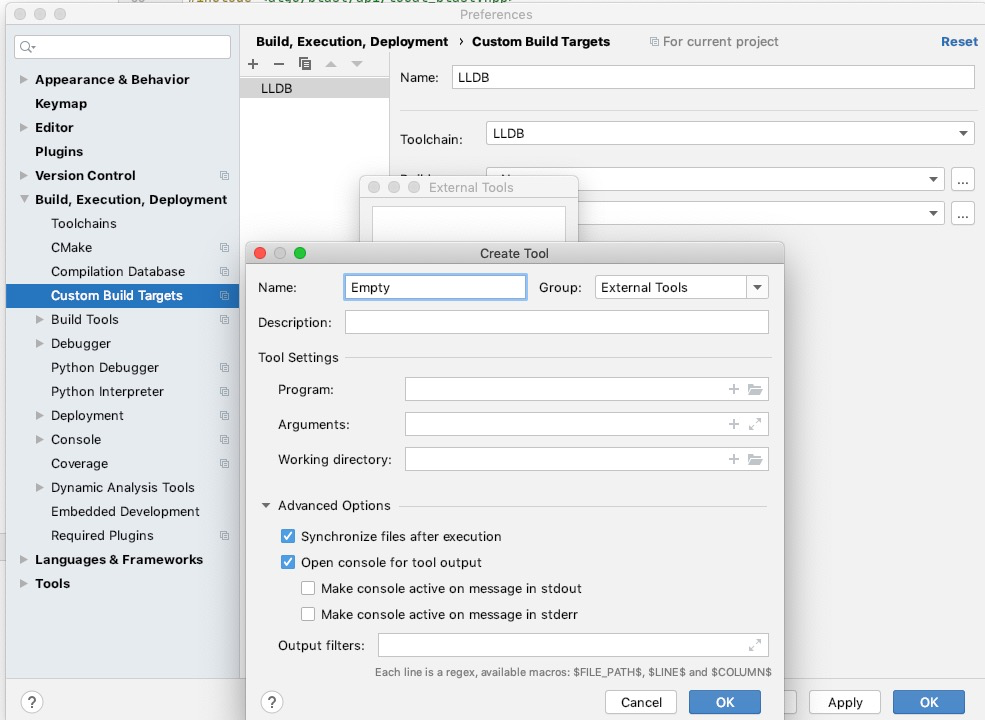 Preferences
Build, Execution, Deployment › Custom Build Targets
For current project
Reset
Appearance & Behavior
Keymap
Editor
Plugins
Version Control
Build, Execution, Deployment
Toolchains
CMake
Compilation Database
Custom Build Targets
Build Tools
Debugger
Python Debugger
Python Interpreter
Deployment
Console
Coverage
Dynamic Analysis Tools
Embedded Development
Required Plugins
Languages & Frameworks
Tools
?
LLDB
Name: LLDB
Toolchain: LLDB
...
...
External Tools
Create Tool
Name: Empty
Group: External Tools
Description:
Tool Settings
Program:
Arguments:
Working directory:
Advanced Options
Synchronize files after execution
Open console for tool output
Make console active on message in stdout
Make console active on message in stderr
Output filters:
Each line is a regex, available macros: $FILE_PATH$, $LINE$ and $COLUMN$
?
Cancel
OK
Apply
OK